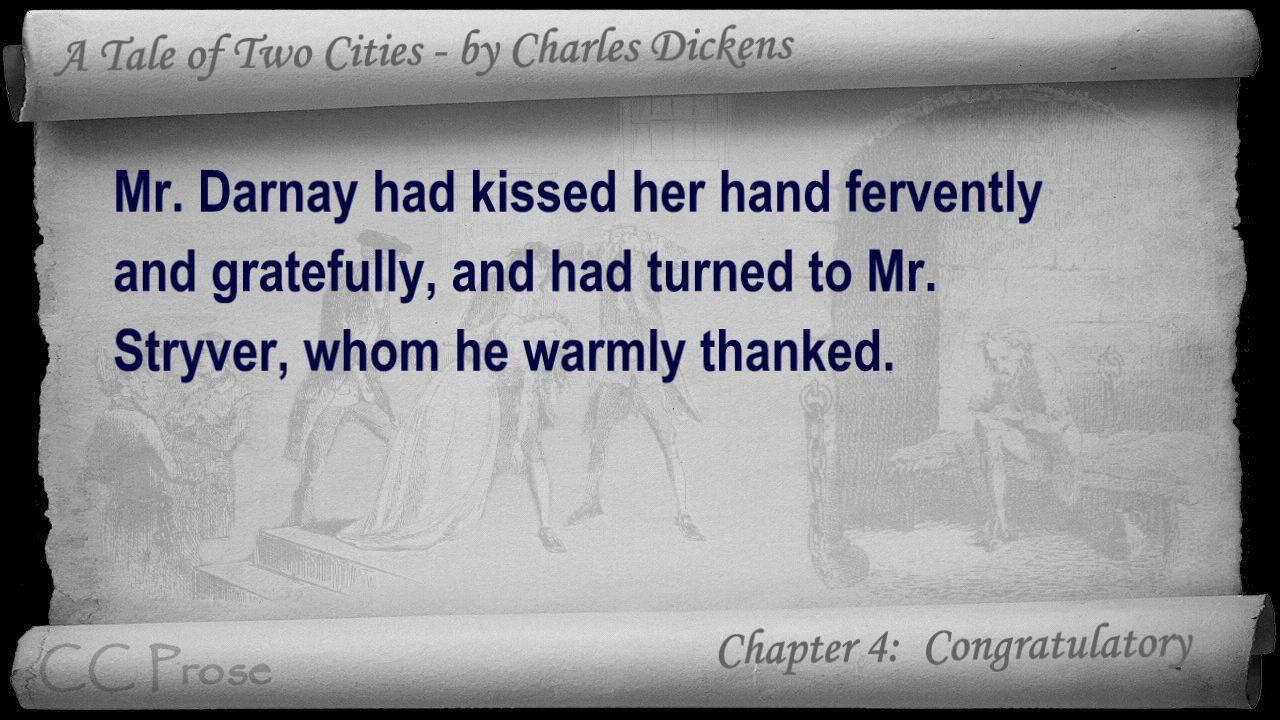 A Tale of Two Cities - by Charles Dickens
Mr. Darnay had kissed her hand fervently
and gratefully, and had turned to Mr.
Stryver, whom he warmly thanked.
Chapter 4: Congratulatory
CC Prose